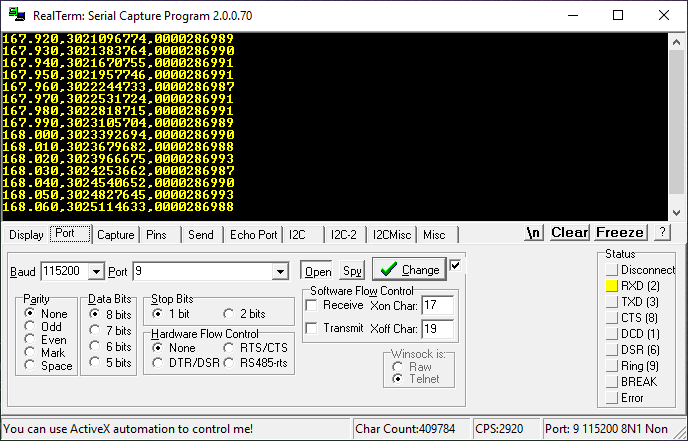 RealTerm: Serial Capture Program 2.0.0.70
167.920,3021096774,0000286989
167.930,3021383764,0000286990
167.940,3021670755,0000286991
167.950,3021957746,0000286991
167.960,3022244733,0000286987
167.970,3022531724,0000286991
167.980,3022818715,0000286991
167.990,3023105704,0000286989
168.000,3023392694,0000286990
168.010,3023679682,0000286988
168.020,3023966675,0000286993
168.030,3024253662,0000286987
168.040,3024540652,0000286990
168.050,3024827645,0000286993
168.060,3025114633,0000286988
Display Port Capture Pins Send Echo Port I2C I2C-2 I2CMisc Misc \n Clear Freeze ?
Baud 115200 Port 9 Open Spy Change
Parity
None
Odd
Even
Mark
Space
Data Bits
8 bits
7 bits
6 bits
5 bits
Stop Bits
1 bit 2 bits
Hardware Flow Control
None RTS/CTS
DTR/DSR RS485-rts
Software Flow Control
Receive Xon Char: 17
Transmit Xoff Char: 19
Winsock is:
Raw
Telnet
Status
Disconnect
RXD (2)
TXD (3)
CTS (8)
DCD (1)
DSR (6)
Ring (9)
BREAK
Error
You can use ActiveX automation to control me! Char Count:409784 CPS:2920 Port: 9 115200 8N1 Non